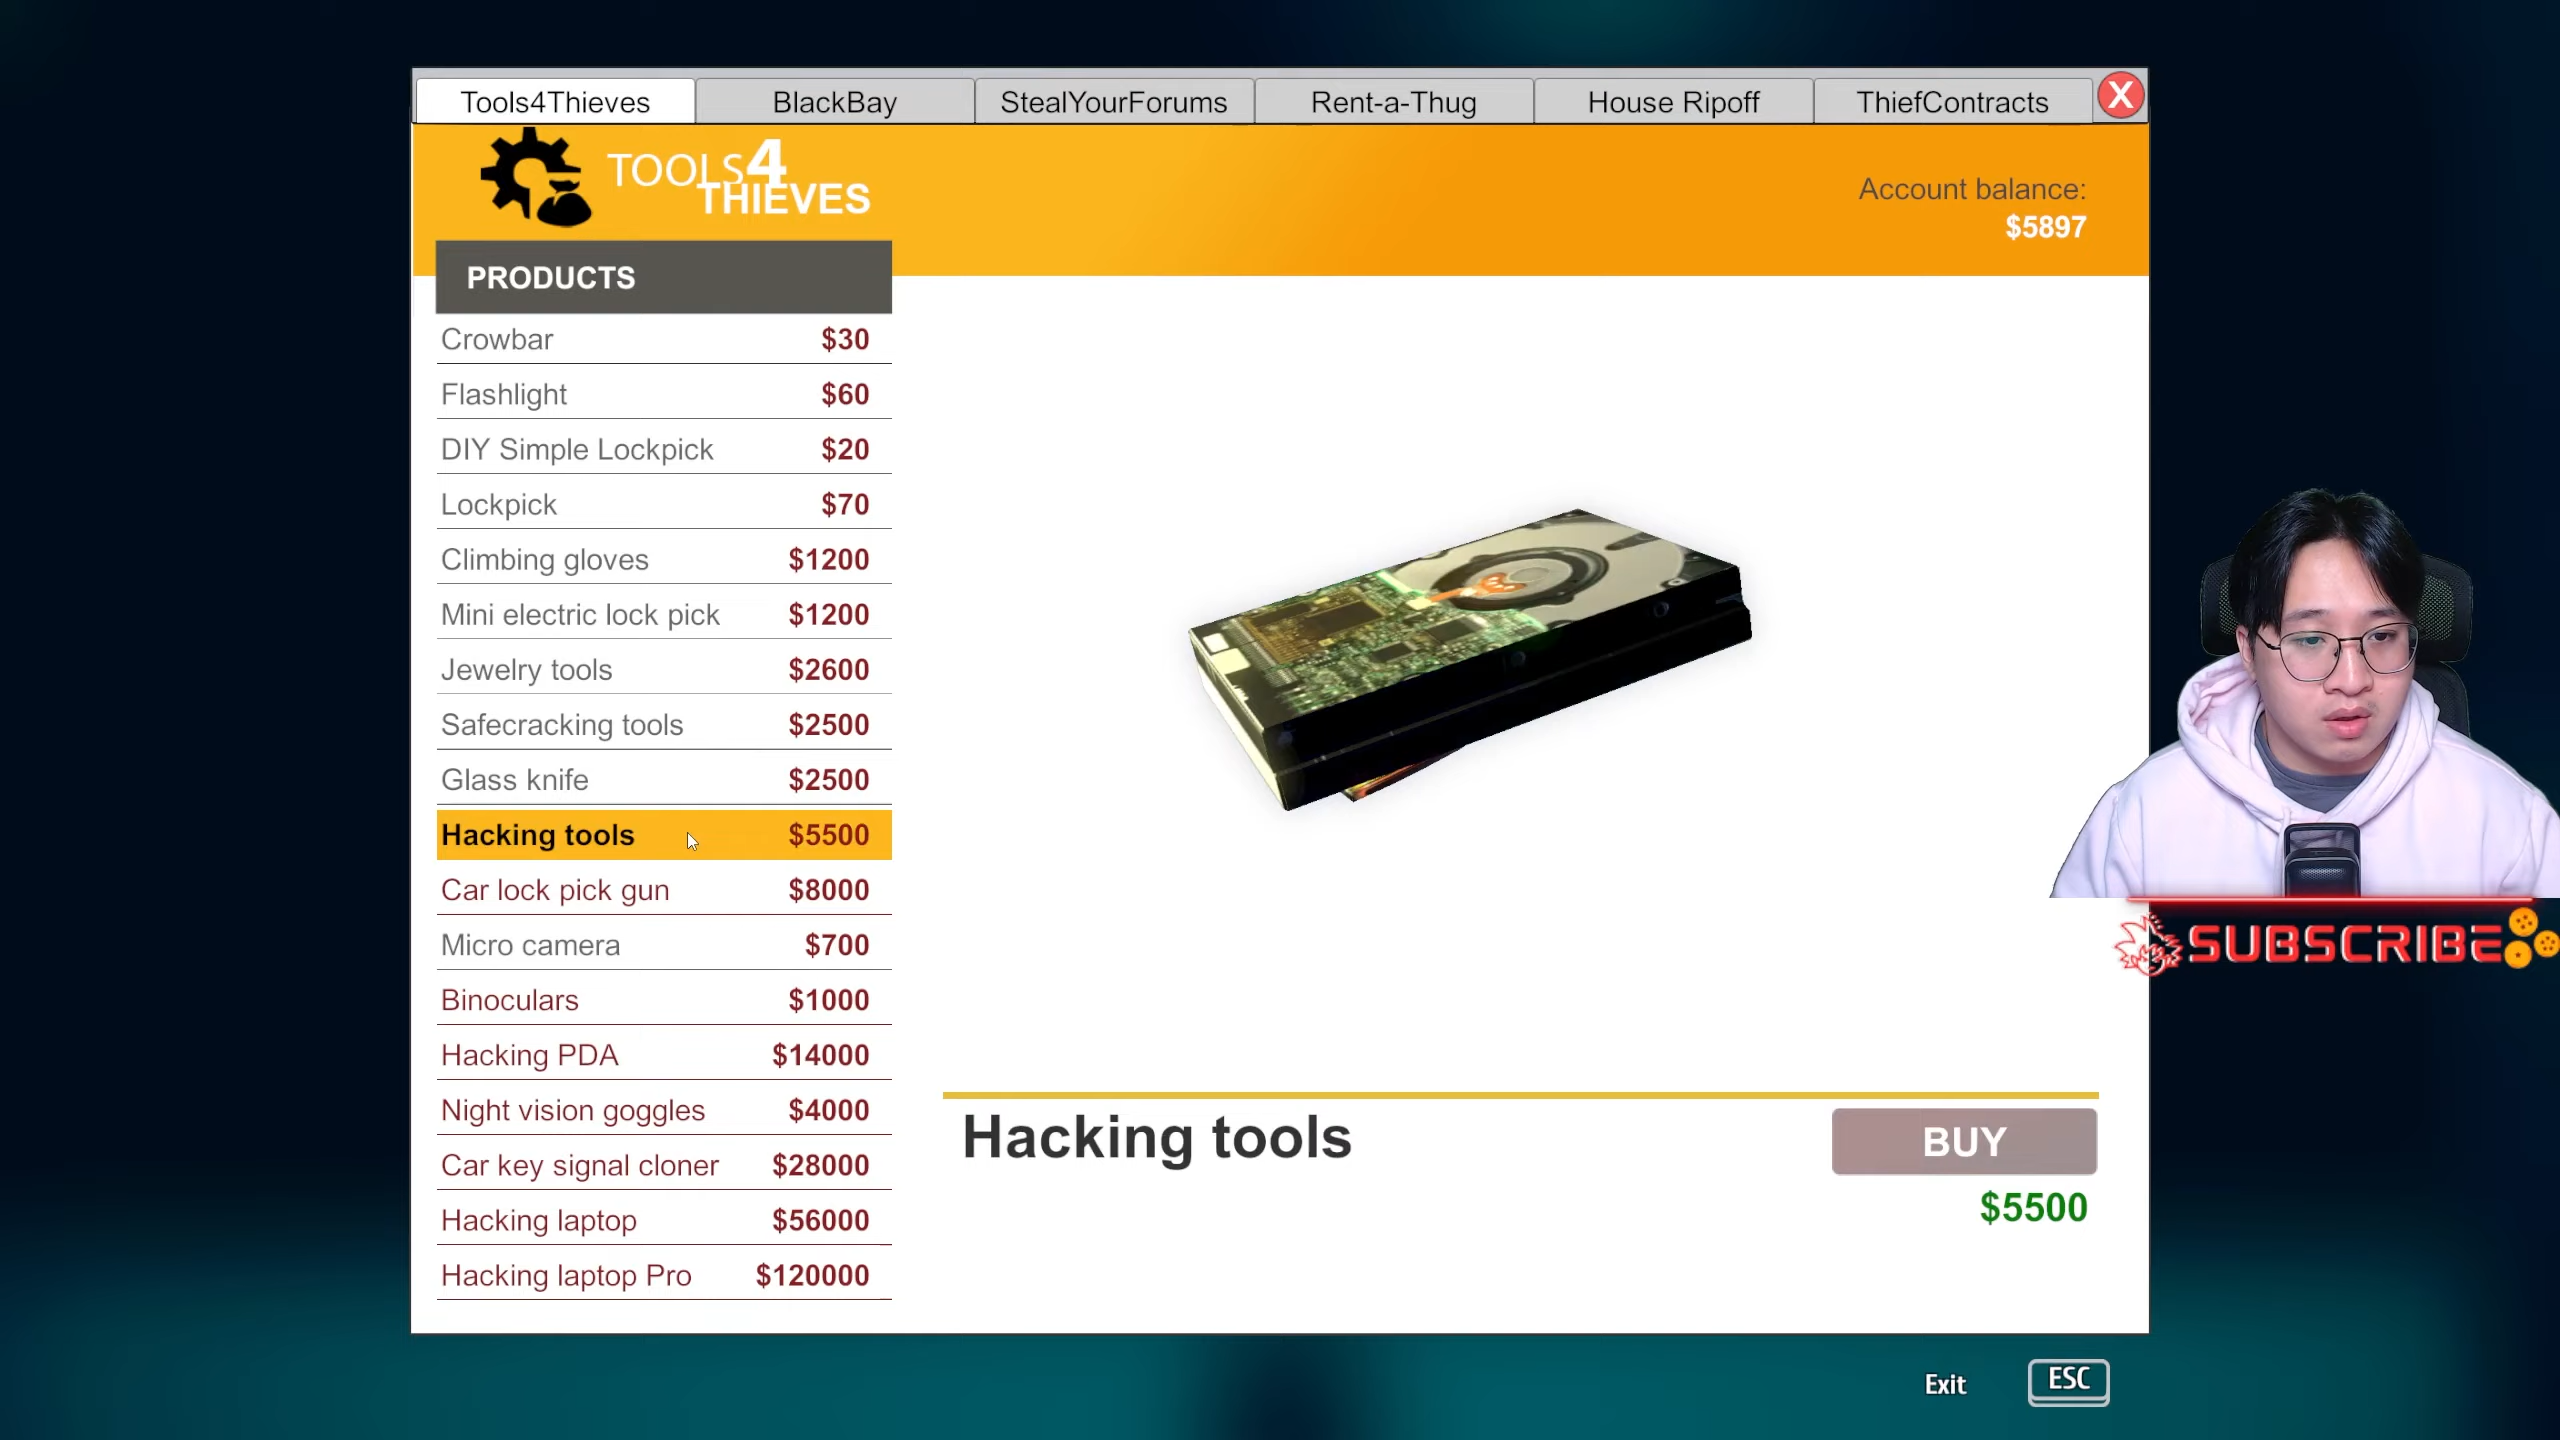 Tools4Thieves BlackBay StealYourForums Rent-a-Thug House Ripoff ThiefContracts X
TOOLS4
THIEVES
Account balance:
$5897
PRODUCTS
Crowbar $30
Flashlight $60
DIY Simple Lockpick $20
Lockpick $70
Climbing gloves $1200
Mini electric lock pick $1200
Jewelry tools $2600
Safecracking tools $2500
Glass knife $2500
Hacking tools $5500
Car lock pick gun $8000
Micro camera $700
Binoculars $1000
Hacking PDA $14000
Night vision goggles $4000
Car key signal cloner $28000
Hacking laptop $56000
Hacking laptop Pro $120000
Hacking tools
BUY
$5500
SUBSCRIBE
Exit ESC